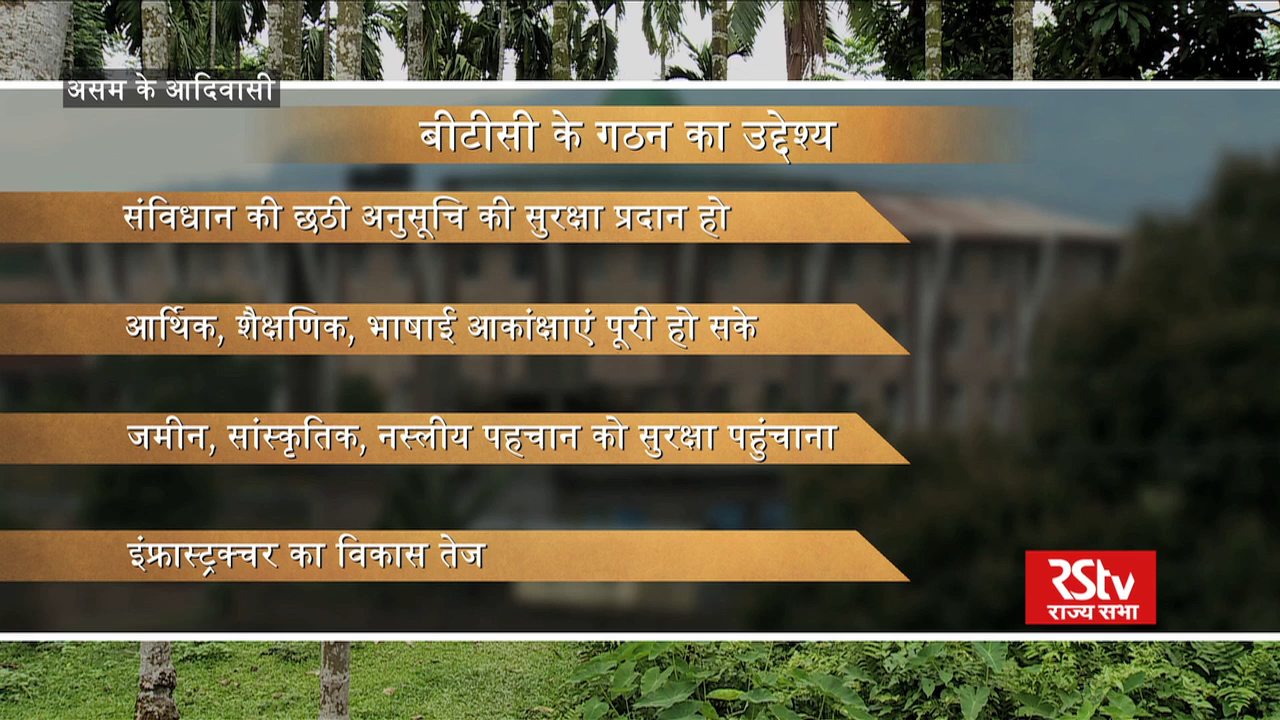 असम के आदिवासी
बीटीसी के गठन का उद्देश्य
संविधान की छठी अनुसूचि की सुरक्षा प्रदान हो
आर्थिक, शैक्षणिक, भाषाई आकांक्षाएं पूरी हो सके
जमीन, सांस्कृतिक, नस्लीय पहचान को सुरक्षा पहुंचाना
इंफ्रास्ट्रक्चर का विकास तेज
RStv
राज्य सभा